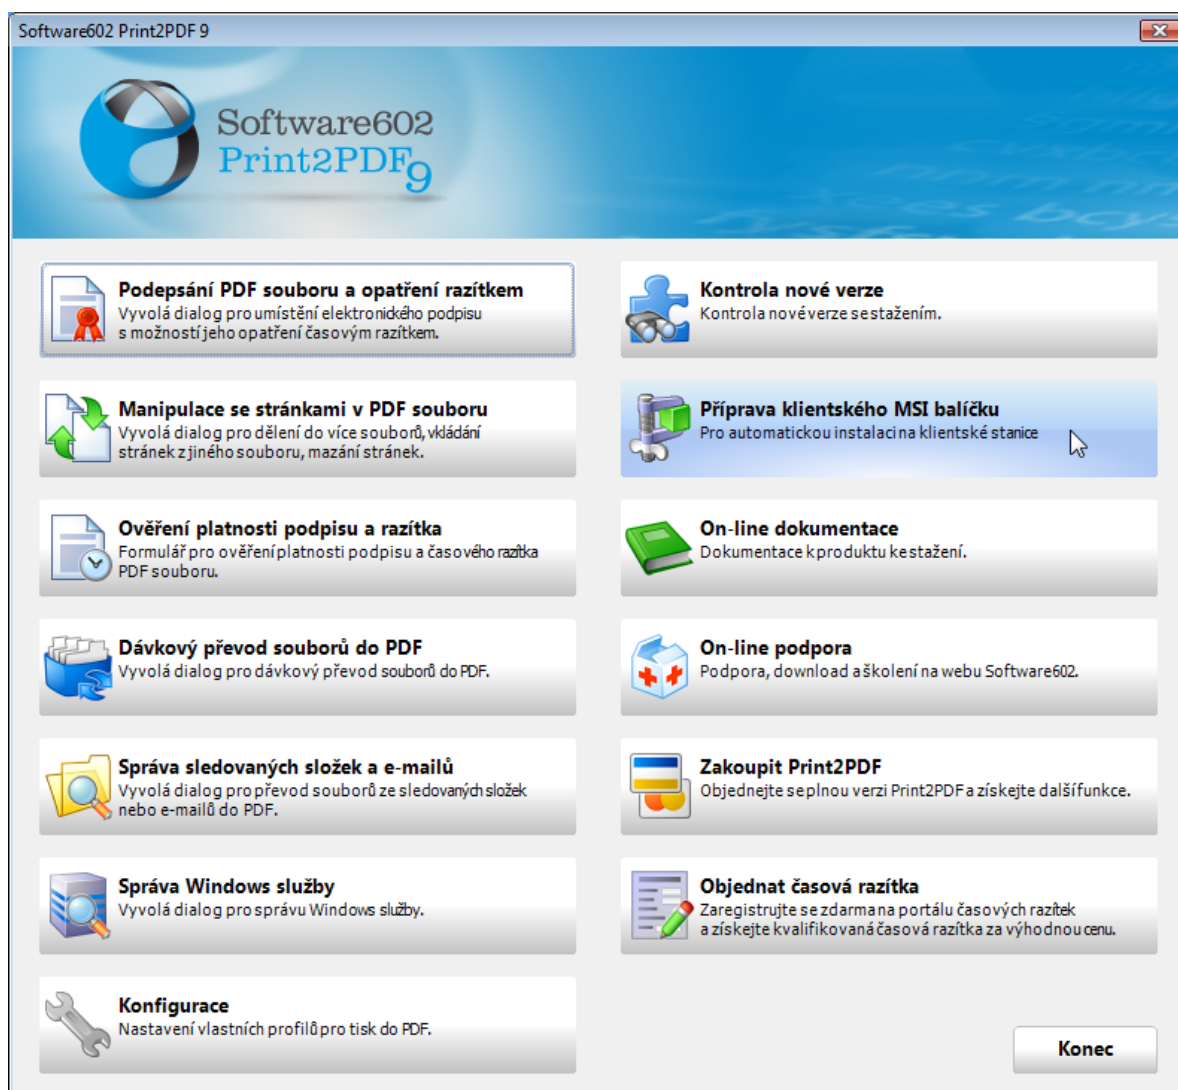 Software602 Print2PDF 9
Software602
Print2PDF9
Podepsání PDF souboru a opatření razítkem
Vyvolá dialog pro umístění elektronického podpisu
s možností jeho opatření časovým razítkem.
Manipulace se stránkami v PDF souboru
Vyvolá dialog pro dělení do více souborů, vkládání
stránek z jiného souboru, mazání stránek.
Ověření platnosti podpisu a razítka
Formulář pro ověření platnosti podpisu a časového razítka
PDF souboru.
Dávkový převod souborů do PDF
Vyvolá dialog pro dávkový převod souborů do PDF.
Správa sledovaných složek a e-mailů
Vyvolá dialog pro převod souborů ze sledovaných složek
nebo e-mailů do PDF.
Správa Windows služby
Vyvolá dialog pro správu Windows služby.
Konfigurace
Nastavení vlastních profilů pro tisk do PDF.
Kontrola nové verze
Kontrola nové verze se stažením.
Příprava klientského MSI balíčku
Pro automatickou instalaci na klientské stanice
On-line dokumentace
Dokumentace k produktu ke stažení.
On-line podpora
Podpora, download a školení na webu Software602.
Zakoupit Print2PDF
Objednejte se plnou verzi Print2PDF a získejte další funkce.
Objednat časová razítka
Zaregistrujte se zdarma na portálu časových razítek
a získejte kvalifikovaná časová razítka za výhodnou cenu.
Konec